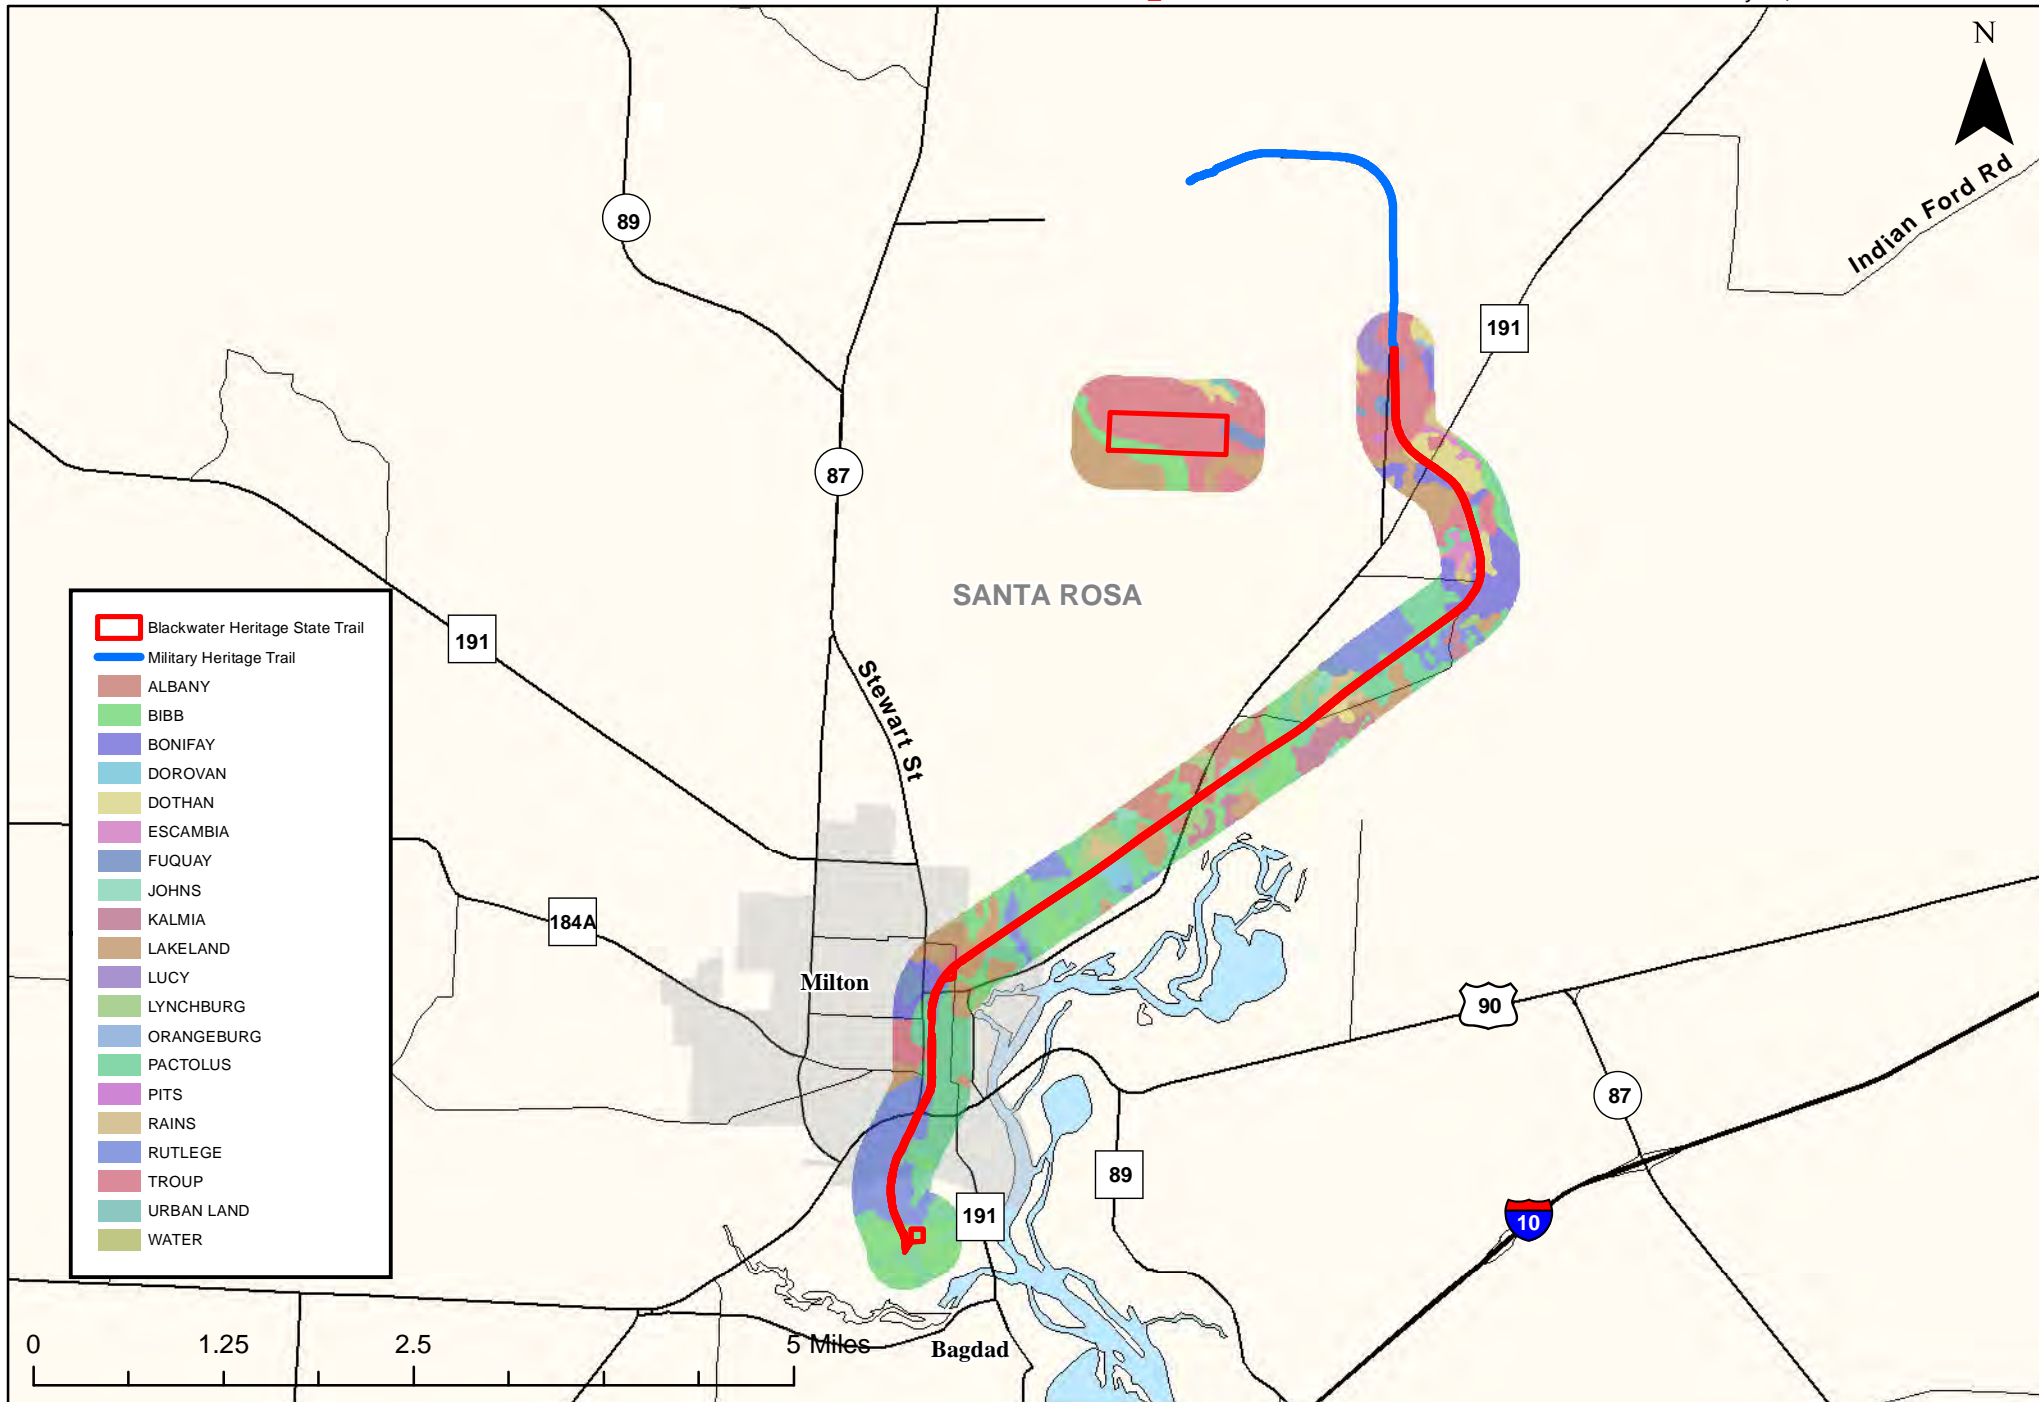 N
Indian Ford Rd
89
191
87
SANTA ROSA
191
Stewart St
Blackwater Heritage State Trail
Military Heritage Trail
ALBANY
BIBB
BONIFAY
DOROVAN
DOTHAN
ESCAMBIA
FUQUAY
JOHNS
KALMIA
LAKELAND
LUCY
LYNCHBURG
ORANGEBURG
PACTOLUS
PITS
RAINS
RUTLEGE
TROUP
URBAN LAND
WATER
184A
Milton
90
87
89
191
10
Bagdad
0 1.25 2.5 5 Miles